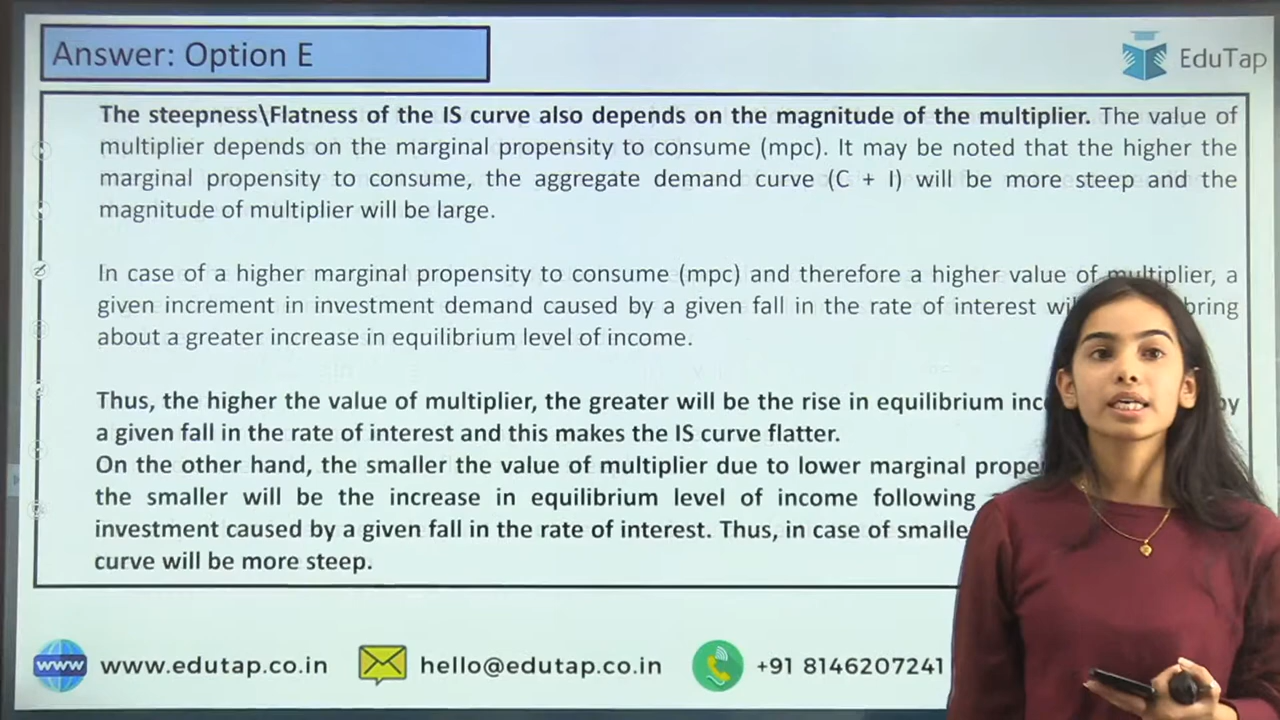 Answer: Option E
EduTap
The steepness\Flatness of the IS curve also depends on the magnitude of the multiplier. The value of
multiplier depends on the marginal propensity to consume (mpc). It may be noted that the higher the
marginal propensity to consume, the aggregate demand curve (C + I) will be more steep and the
magnitude of multiplier will be large.
In case of a higher marginal propensity to consume (mpc) and therefore a higher value of multiplier, a
given increment in investment demand caused by a given fall in the rate of interest bring
about a greater increase in equilibrium level of income.
Thus, the higher the value of multiplier, the greater will be the rise in equilibrium by
a given fall in the rate of interest and this makes the IS curve flatter.
On the other hand, the smaller the value of multiplier due to lower marginal
the smaller will be the increase in equilibrium level of income following
investment caused by a given fall in the rate of interest. Thus, in case of
curve will be more steep.
www
www.edutap.co.in
hello@edutap.co.in
+91 8146207241